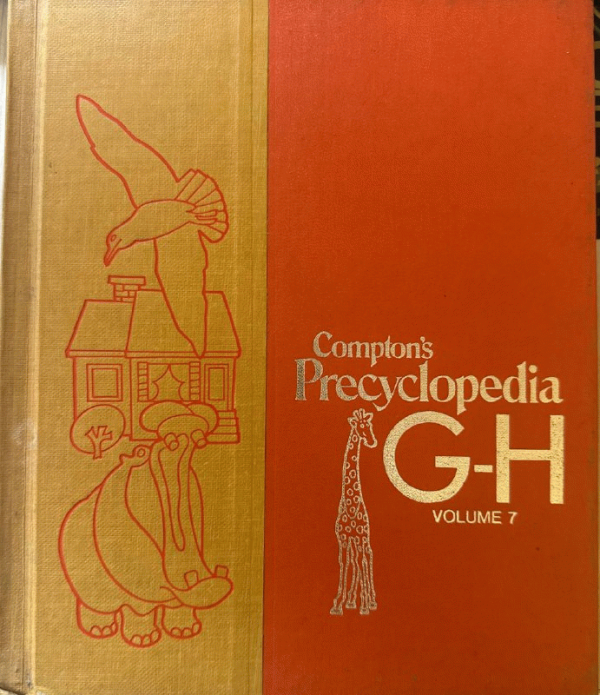 Compton's
Precyclopedia
G-H
VOLUME 7